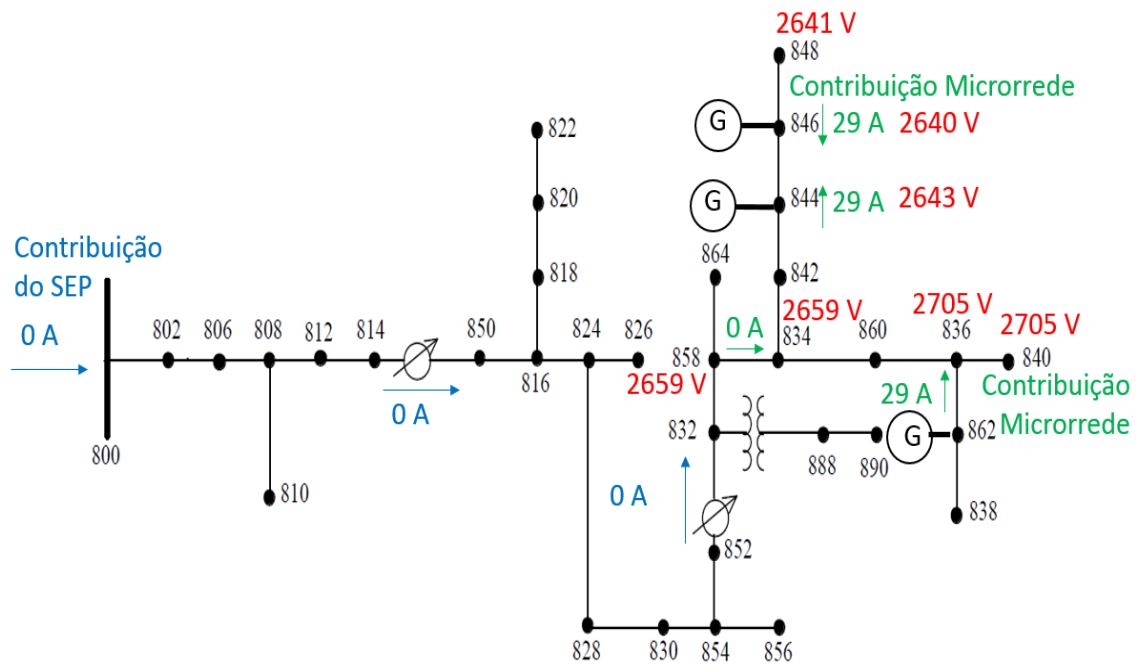 2641 V
848
Contribuição Microrrede
G
846
29 A
2640 V
822
G
844
29 A
2643 V
820
Contribuição
do SEP
864
818
842
2659 V
2705 V
2705 V
0 A
802
806
808
812
814
850
824
826
0 A
834
860
836
840
816
858
2659 V
29 A
Contribuição
Microrrede
0 A
832
G
862
800
888
890
810
0 A
838
852
828
830
854
856